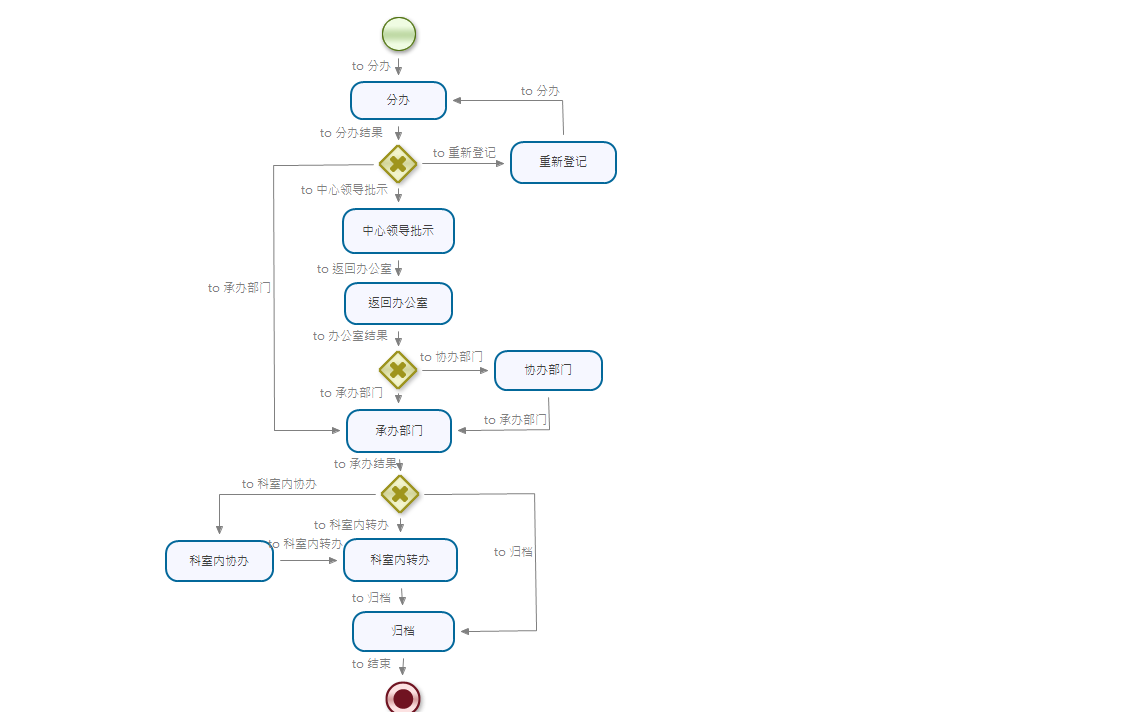 to 分办
to 分办
分办
to 分办结果
to 重新登记
重新登记
to 中心领导批示
中心领导批示
to 返回办公室
to 承办部门
返回办公室
to 办公室结果
to 协办部门
协办部门
to 承办部门
to 承办部门
承办部门
to 承办结果
to 科室内协办
to 科室内转办
to 科室内转办
to 归档
科室内协办
科室内转办
to 归档
归档
to 结束